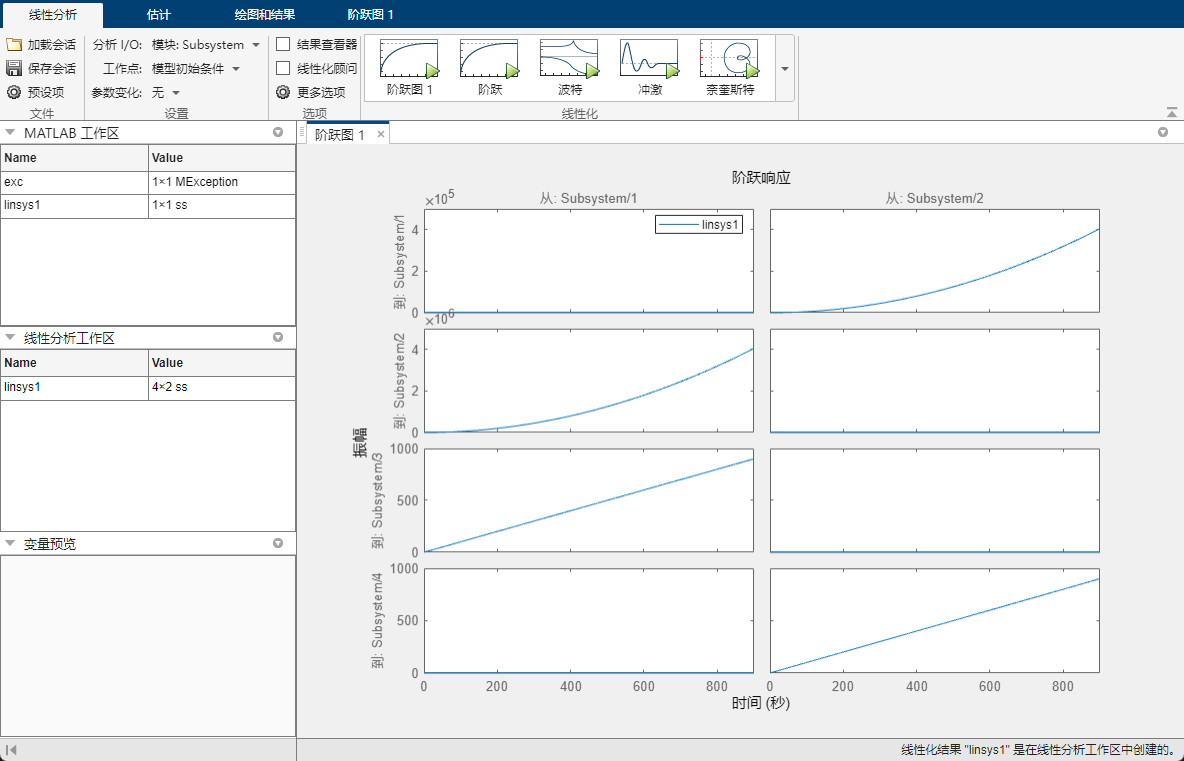 线性分析 估计 绘图和结果 阶跃图 1
加载会话 分析 I/O: 模块: Subsystem 结果查看器
保存会话 工作点: 模型初始条件 线性化顾问
预设项 参数变化: 无 更多选项
阶跃图 1 阶跃 波特 冲激 奈奎斯特
文件 设置 选项 线性化
MATLAB 工作区
Name Value
exc 1×1 MException
linsys1 1×1 ss
线性分析工作区
Name Value
linsys1 4×2 ss
变量预览
阶跃图 1 ×
阶跃响应
从: Subsystem/1 从: Subsystem/2
×10⁵
到: Subsystem/1
4
2
0
linsys1
×10⁶
到: Subsystem/2
4
2
0
振幅
到: Subsystem/3
1000
500
0
到: Subsystem/4
1000
500
0
0 200 400 600 800 0 200 400 600 800
时间 (秒)
线性化结果 "linsys1" 是在线性分析工作区中创建的。